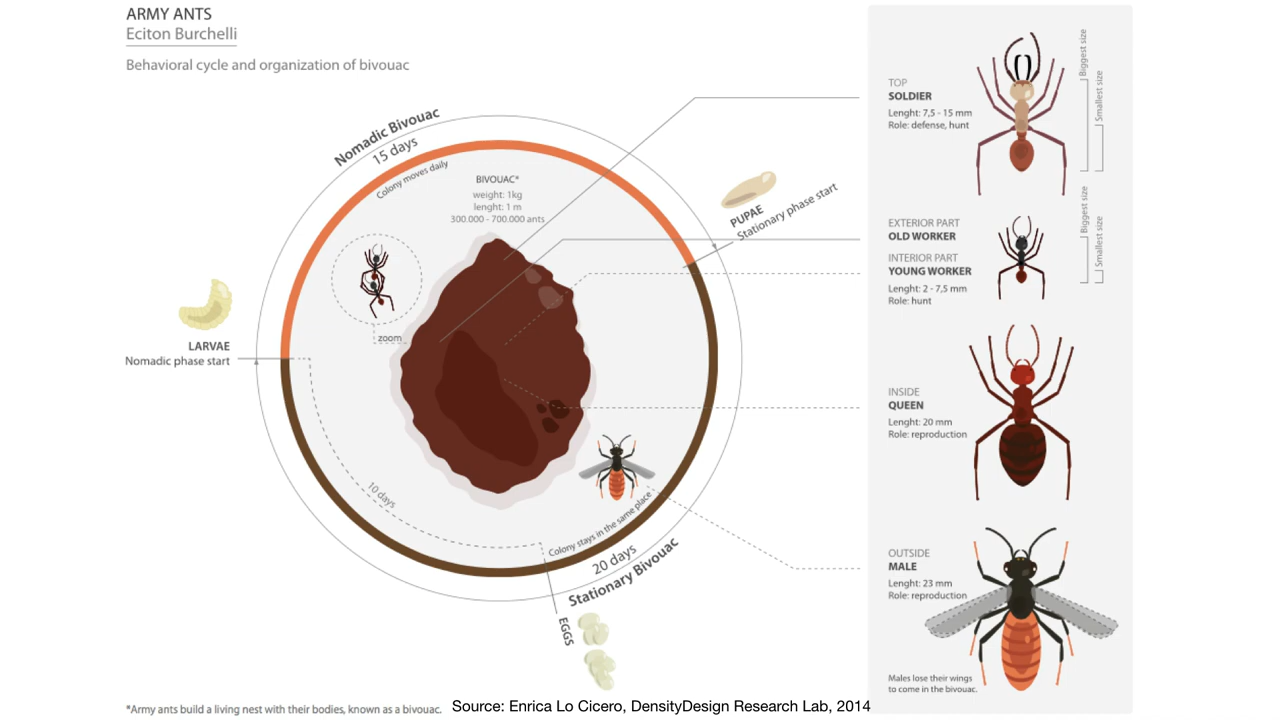 ARMY ANTS
Eciton Burchelli
Behavioral cycle and organization of bivouac
Nomadic Bivouac
15 days
Colony moves daily
BIVOUAC*
weight: 1kg
lenght: 1 m
300.000 - 700.000 ants
PUPAE
Stationary phase start
LARVAE
Nomadic phase start
zoom
10 days
Colony stays in the same place
20 days
Stationary Bivouac
EGGS
TOP
SOLDIER
Lenght: 7,5 - 15 mm
Role: defense, hunt
Biggest size
Smallest size
EXTERIOR PART
OLD WORKER
INTERIOR PART
YOUNG WORKER
Lenght: 2 - 7,5 mm
Role: hunt
Biggest size
Smallest size
INSIDE
QUEEN
Lenght: 20 mm
Role: reproduction
OUTSIDE
MALE
Lenght: 23 mm
Role: reproduction
Males lose their wings
to come in the bivouac.
*Army ants build a living nest with their bodies, known as a bivouac.
Source: Enrica Lo Cicero, DensityDesign Research Lab, 2014